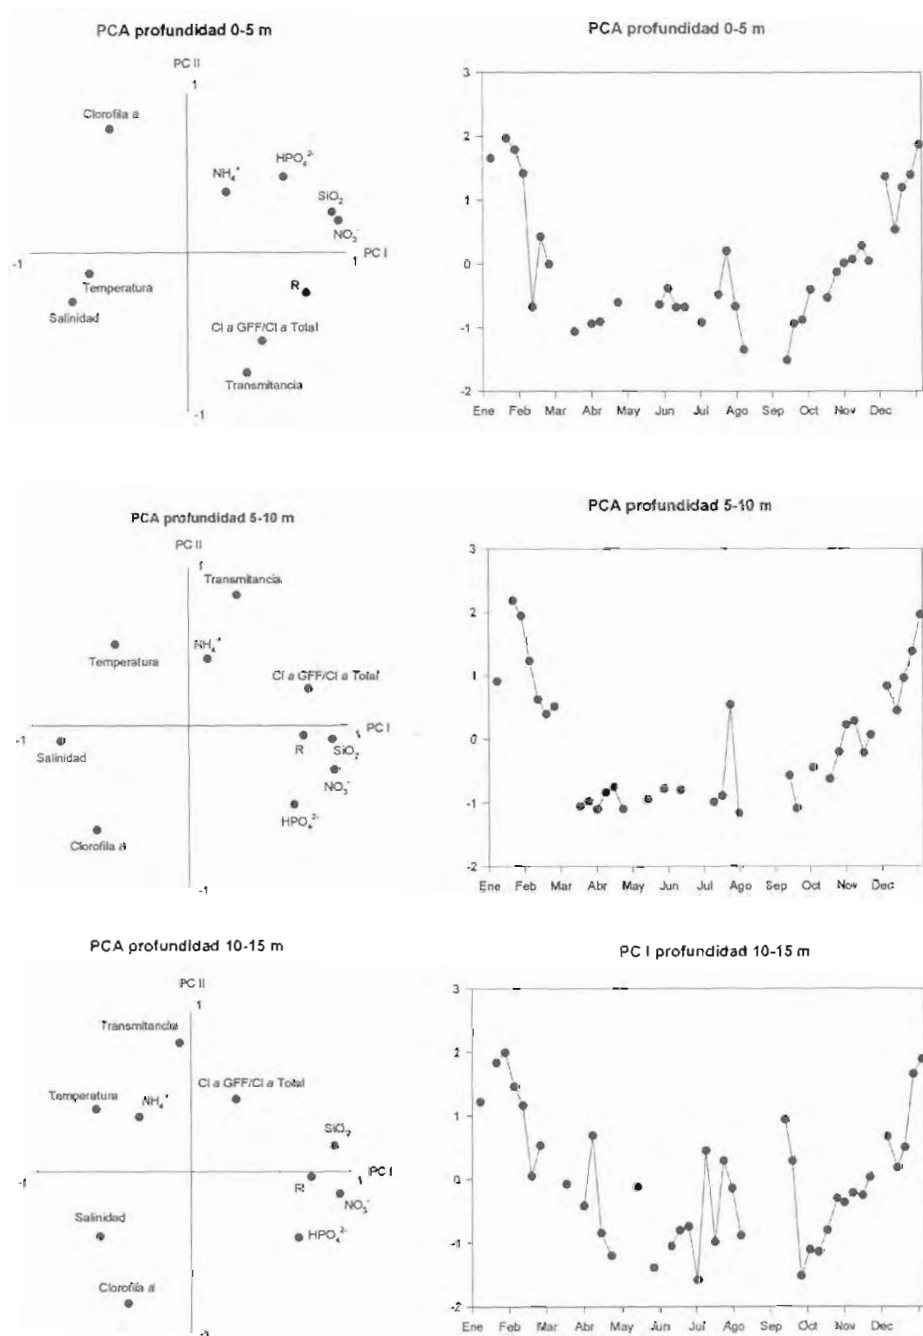 PCA profundidad 0-5 m
PC II
1
Clorofila a
NH4+
HPO4 2-
SiO2
NO3-
-1
PC I
1
Temperatura
Salinidad
R
Cl a GFF/Cl a Total
Transmitancia
-1
PCA profundidad 0-5 m
3
2
1
0
-1
-2
Ene Feb Mar Abr May Jun Jul Ago Sep Oct Nov Dec
PCA profundidad 5-10 m
PC II
1
Transmitancia
NH4+
Temperatura
Cl a GFF/Cl a Total
-1
PC I
1
Salinidad
R
SiO2
NO3-
HPO4 2-
Clorofila a
-1
PCA profundidad 5-10 m
3
2
1
0
-1
-2
Ene Feb Mar Abr May Jun Jul Ago Sep Oct Nov Dec
PCA profundidad 10-15 m
PC II
1
Transmitancia
Cl a GFF/Cl a Total
Temperatura
NH4+
SiO2
-1
PC I
1
R
NO3-
Salinidad
HPO4 2-
Clorofila a
PC I profundidad 10-15 m
3
2
1
0
-1
-2
Ene Feb Mar Abr May Jun Jul Ago Sep Oct Nov Dec